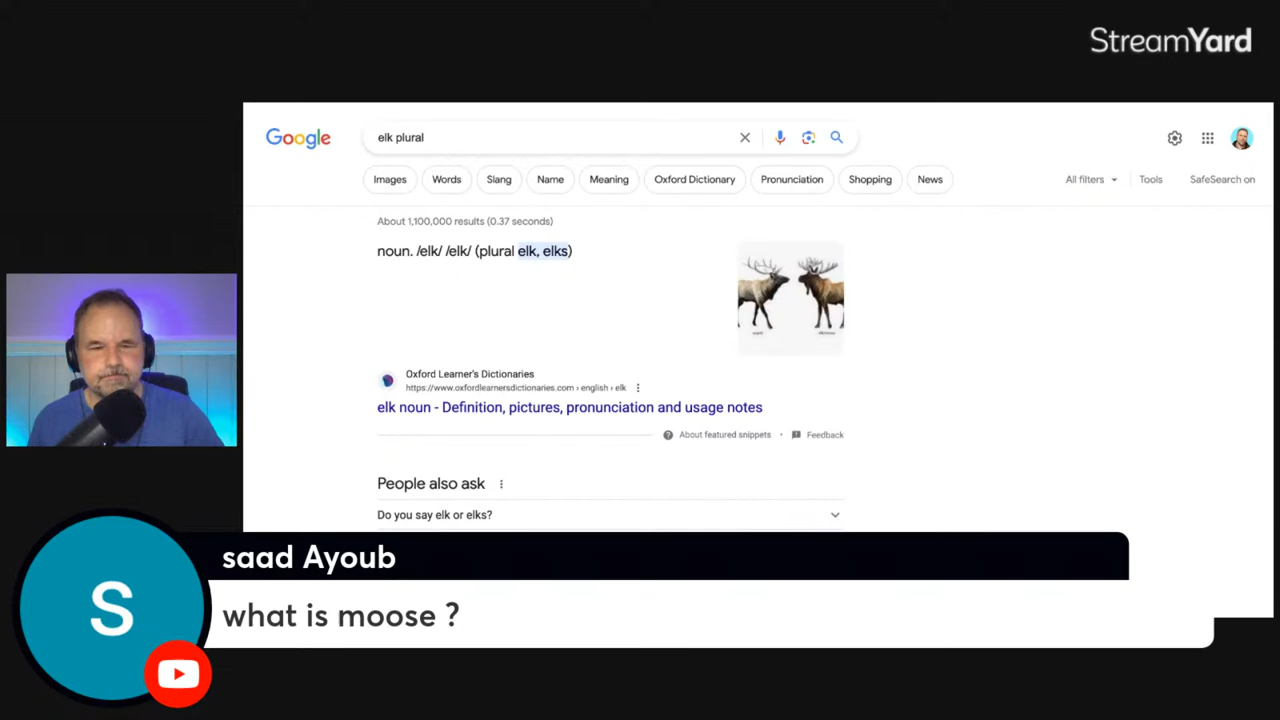 StreamYard
Google
elk plural
Images Words Slang Name Meaning Oxford Dictionary Pronunciation Shopping News
All filters Tools SafeSearch on
About 1,100,000 results (0.37 seconds)
noun. /elk/ /elk/ (plural elk, elks)
Oxford Learner's Dictionaries
https://www.oxfordlearnersdictionaries.com › english › elk
elk noun - Definition, pictures, pronunciation and usage notes
About featured snippets • Feedback
People also ask
Do you say elk or elks?
S
saad Ayoub
what is moose ?